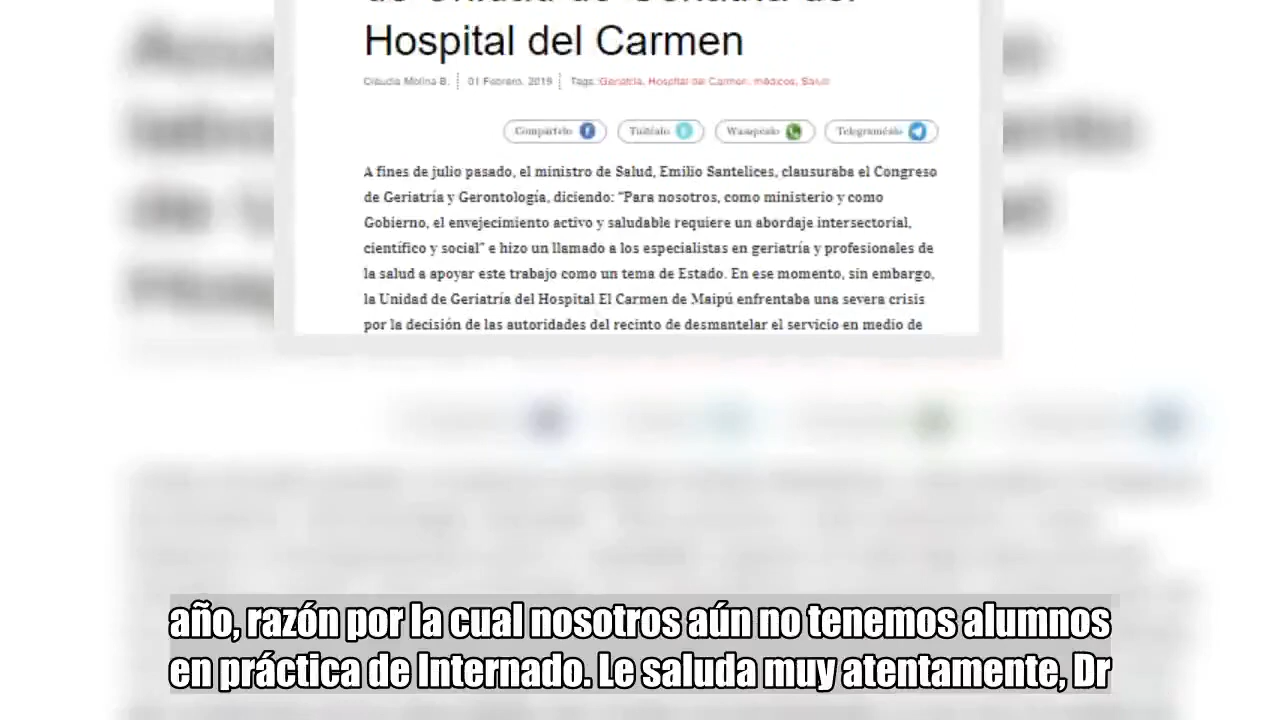 Hospital del Carmen
Claudia Molina B. 01 Febrero, 2019 Tags: Geriatría, Hospital del Carmen, médicos, Salud
Compártelo Tuitéalo Wasapéalo Telegraméalo
A fines de julio pasado, el ministro de Salud, Emilio Santelices, clausuraba el Congreso
de Geriatría y Gerontología, diciendo: "Para nosotros, como ministerio y como
Gobierno, el envejecimiento activo y saludable requiere un abordaje intersectorial,
científico y social" e hizo un llamado a los especialistas en geriatría y profesionales de
la salud a apoyar este trabajo como un tema de Estado. En ese momento, sin embargo,
la Unidad de Geriatría del Hospital El Carmen de Maipú enfrentaba una severa crisis
por la decisión de las autoridades del recinto de desmantelar el servicio en medio de
año, razón por la cual nosotros aún no tenemos alumnos
en práctica de Internado. Le saluda muy atentamente, Dr